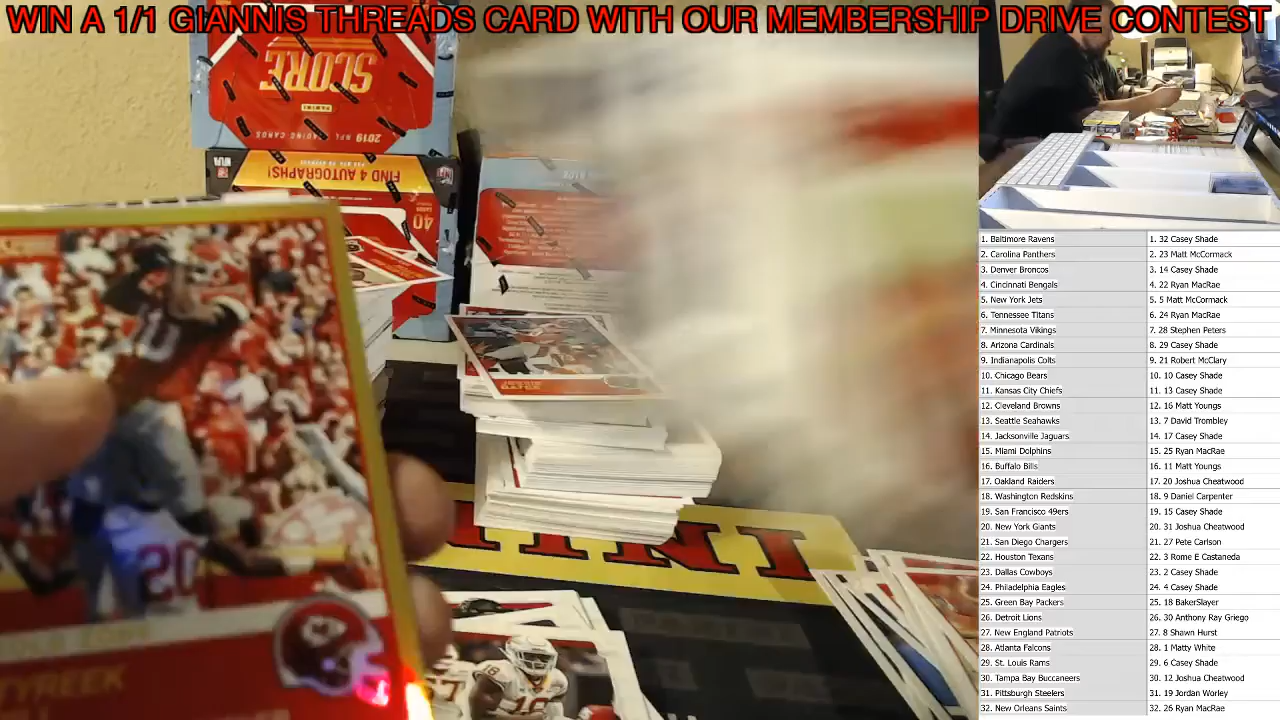 WIN A 1/1 GIANNIS THREADS CARD WITH OUR MEMBERSHIP DRIVE CONTEST
SCORE
PANINI
2019 NFL TRADING CARDS
FIND 4 AUTOGRAPHS!
40
TYREEK
1. Baltimore Ravens 1. 32 Casey Shade
2. Carolina Panthers 2. 23 Matt McCormack
3. Denver Broncos 3. 14 Casey Shade
4. Cincinnati Bengals 4. 22 Ryan MacRae
5. New York Jets 5. 5 Matt McCormack
6. Tennessee Titans 6. 24 Ryan MacRae
7. Minnesota Vikings 7. 28 Stephen Peters
8. Arizona Cardinals 8. 29 Casey Shade
9. Indianapolis Colts 9. 21 Robert McClary
10. Chicago Bears 10. 10 Casey Shade
11. Kansas City Chiefs 11. 13 Casey Shade
12. Cleveland Browns 12. 16 Matt Youngs
13. Seattle Seahawks 13. 7 David Trombley
14. Jacksonville Jaguars 14. 17 Casey Shade
15. Miami Dolphins 15. 25 Ryan MacRae
16. Buffalo Bills 16. 11 Matt Youngs
17. Oakland Raiders 17. 20 Joshua Cheatwood
18. Washington Redskins 18. 9 Daniel Carpenter
19. San Francisco 49ers 19. 15 Casey Shade
20. New York Giants 20. 31 Joshua Cheatwood
21. San Diego Chargers 21. 27 Pete Carlson
22. Houston Texans 22. 3 Rome E Castaneda
23. Dallas Cowboys 23. 2 Casey Shade
24. Philadelphia Eagles 24. 4 Casey Shade
25. Green Bay Packers 25. 18 BakerSlayer
26. Detroit Lions 26. 30 Anthony Ray Griego
27. New England Patriots 27. 8 Shawn Hurst
28. Atlanta Falcons 28. 1 Matty White
29. St. Louis Rams 29. 6 Casey Shade
30. Tampa Bay Buccaneers 30. 12 Joshua Cheatwood
31. Pittsburgh Steelers 31. 19 Jordan Worley
32. New Orleans Saints 32. 26 Ryan MacRae